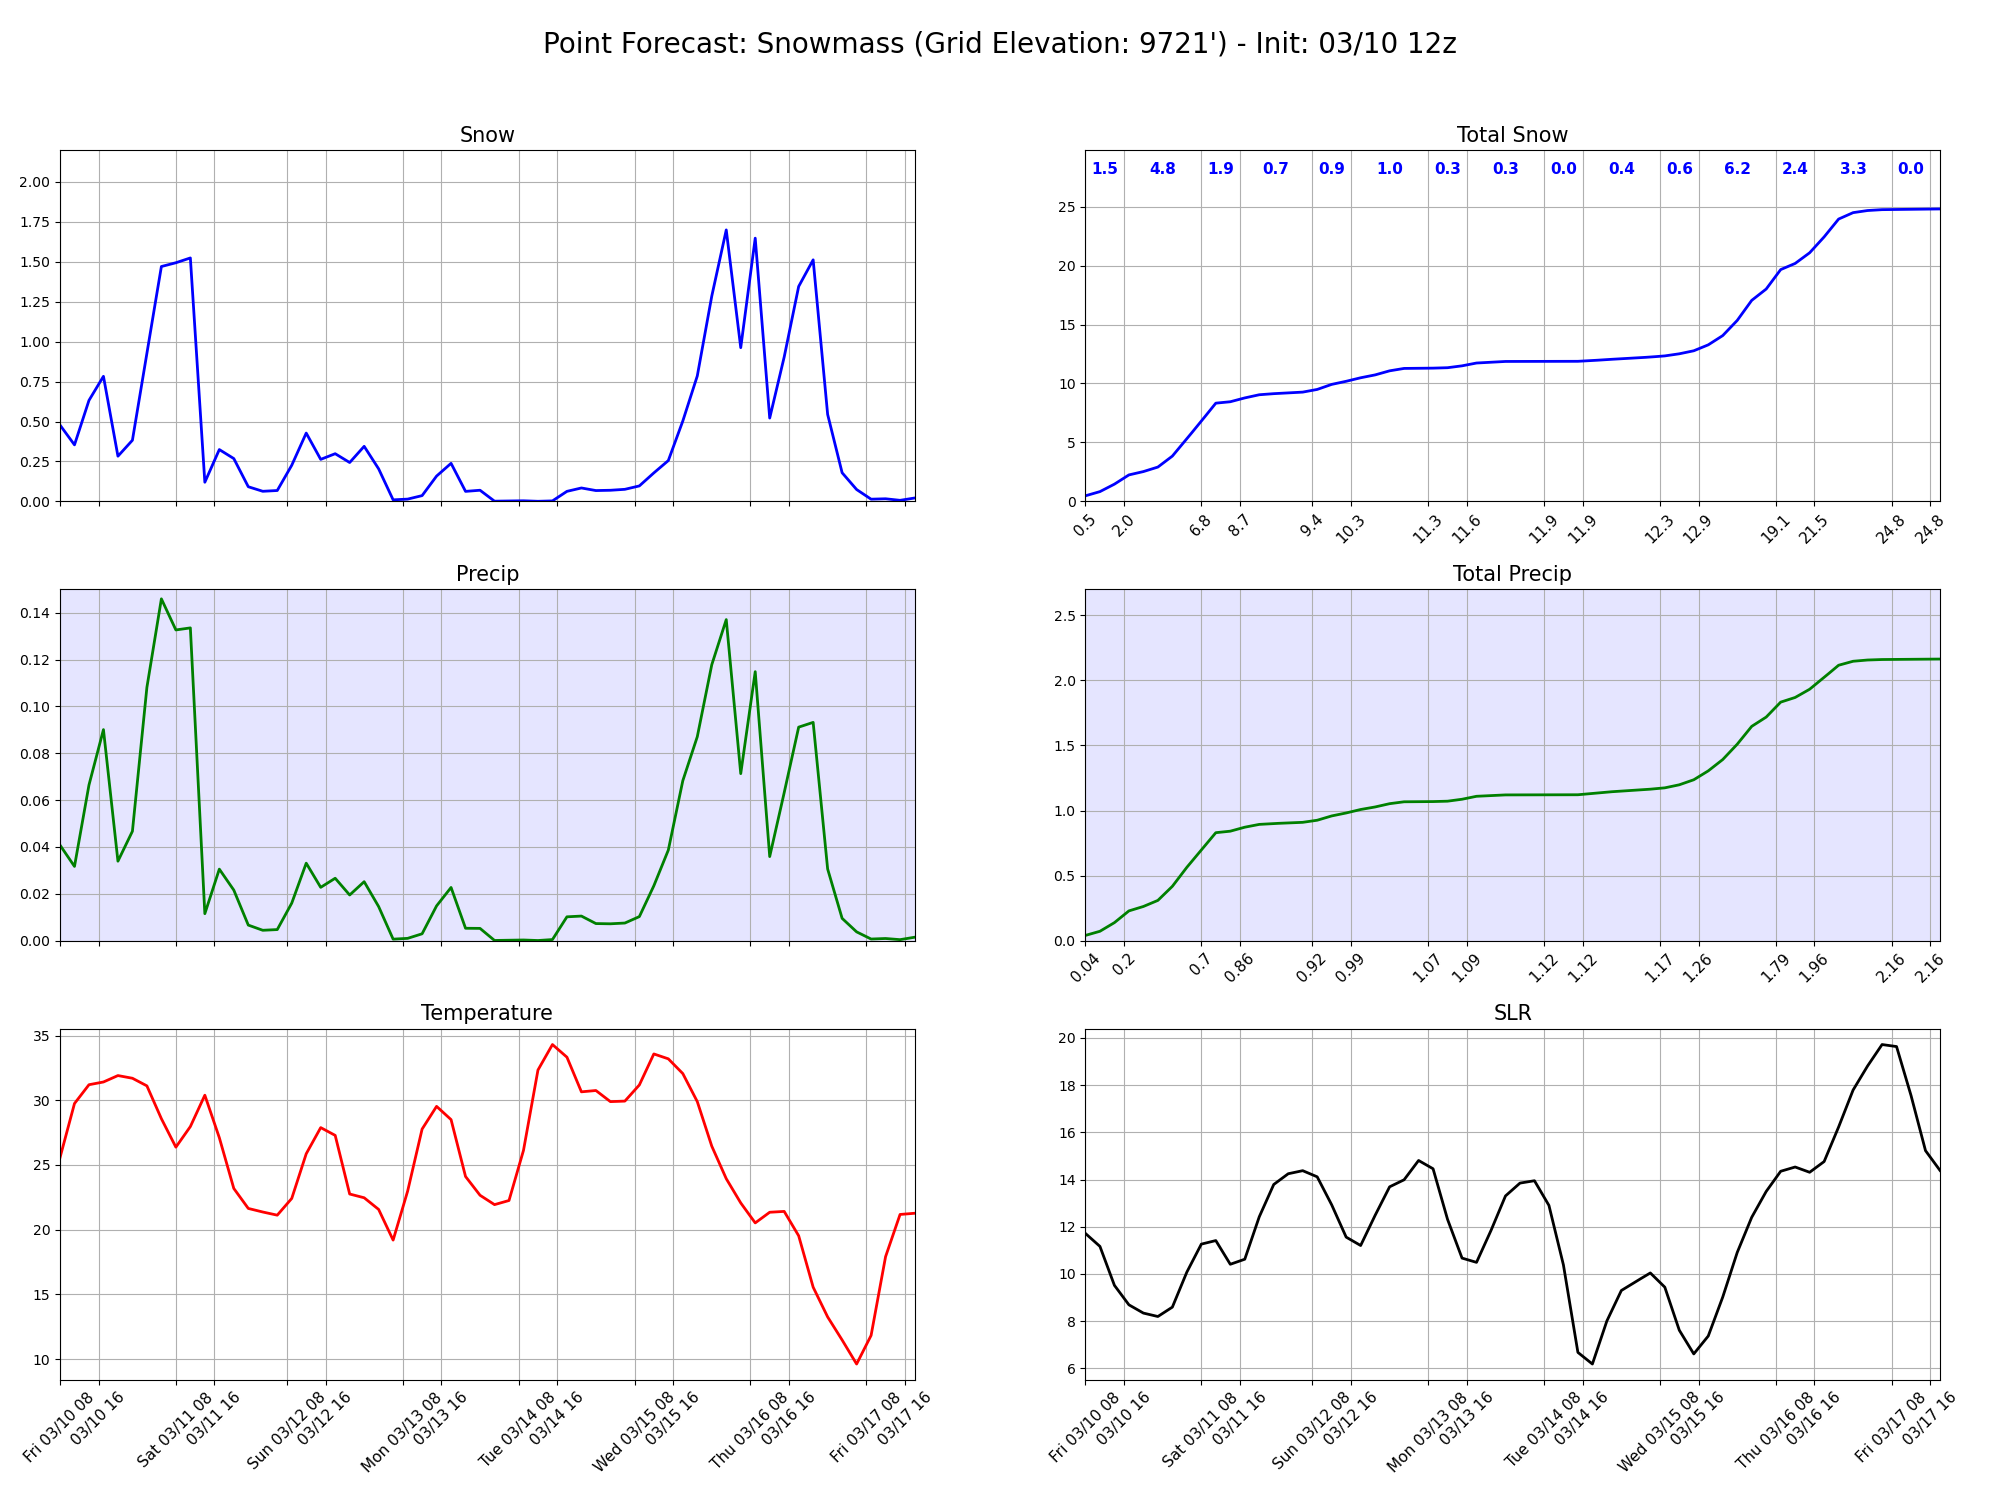 Point Forecast: Snowmass (Grid Elevation: 9721') - Init: 03/10 12z
Snow
2.00
1.75
1.50
1.25
1.00
0.75
0.50
0.25
0.00
Total Snow
1.5 4.8 1.9 0.7 0.9 1.0 0.3 0.3 0.0 0.4 0.6 6.2 2.4 3.3 0.0
25
20
15
10
5
0
0.5 2.0 6.8 8.7 9.4 10.3 11.3 11.6 11.9 11.9 12.3 12.9 19.1 21.5 24.8 24.8
Precip
0.14
0.12
0.10
0.08
0.06
0.04
0.02
0.00
Total Precip
2.5
2.0
1.5
1.0
0.5
0.0
0.04 0.2 0.7 0.86 0.92 0.99 1.07 1.09 1.12 1.12 1.17 1.26 1.79 1.96 2.16 2.16
Temperature
35
30
25
20
15
10
Fri 03/10 08
03/10 16
Sat 03/11 08
03/11 16
Sun 03/12 08
03/12 16
Mon 03/13 08
03/13 16
Tue 03/14 08
03/14 16
Wed 03/15 08
03/15 16
Thu 03/16 08
03/16 16
Fri 03/17 08
03/17 16
SLR
20
18
16
14
12
10
8
6
Fri 03/10 08
03/10 16
Sat 03/11 08
03/11 16
Sun 03/12 08
03/12 16
Mon 03/13 08
03/13 16
Tue 03/14 08
03/14 16
Wed 03/15 08
03/15 16
Thu 03/16 08
03/16 16
Fri 03/17 08
03/17 16